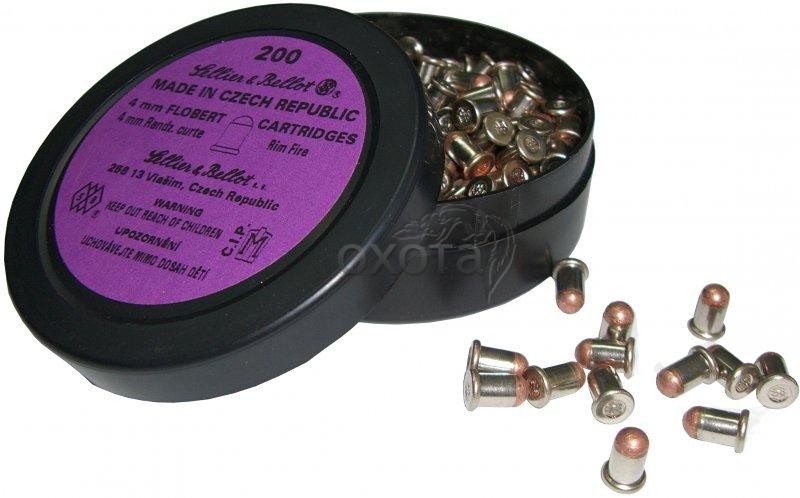 200
Sellier & Bellot S&B
MADE IN CZECH REPUBLIC
4 mm FLOBERT CARTRIDGES
4 mm Randz. curte Rim Fire
Sellier & Bellot
258 13 Vlašim, Czech Republic
WARNING
KEEP OUT REACH OF CHILDREN
UPOZORNĚNÍ
UCHOVÁVEJTE MIMO DOSAH DĚTÍ
C.I.P.
охота